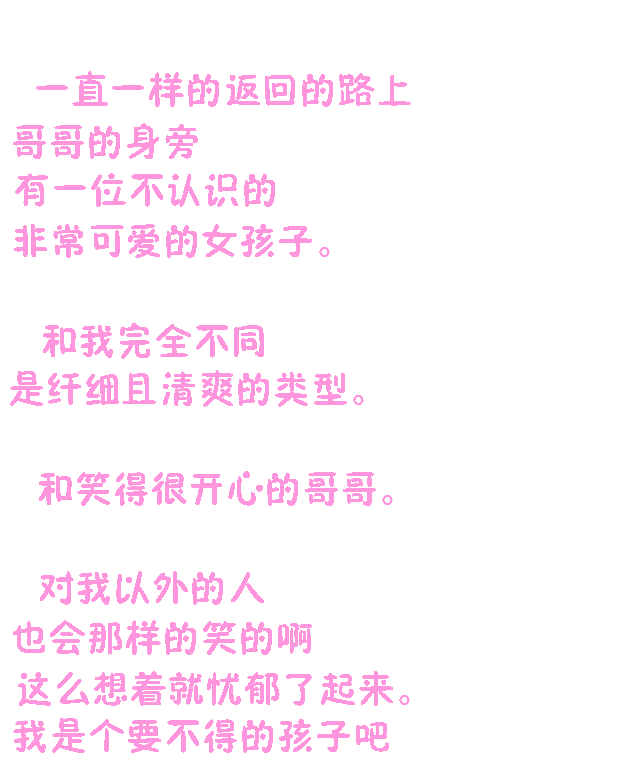 一直一样的返回的路上
哥哥的身旁
有一位不认识的
非常可爱的女孩子。
和我完全不同
是纤细且清爽的类型。
和笑得很开心的哥哥。
对我以外的人
也会那样的笑的啊
这么想着就忧郁了起来。
我是个要不得的孩子吧